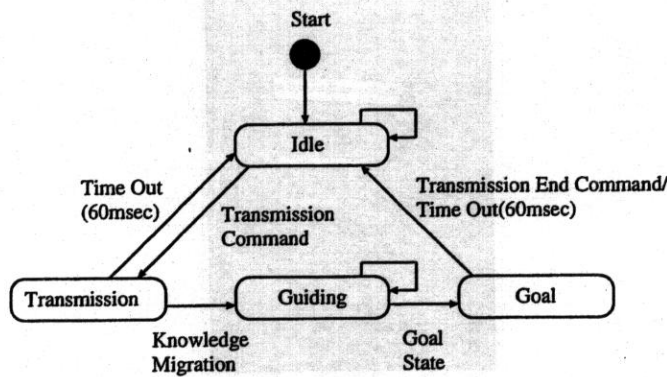 Start
Idle
Time Out
(60msec)
Transmission
Command
Transmission End Command/
Time Out(60msec)
Transmission
Guiding
Goal
Knowledge
Migration
Goal
State